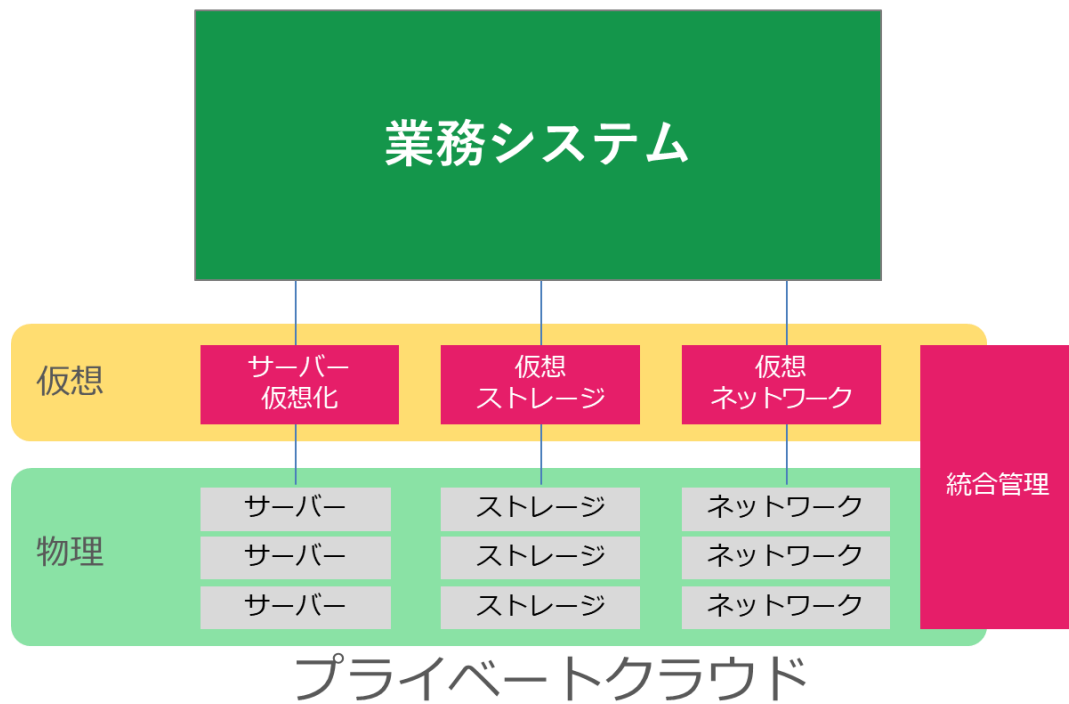 業務システム
仮想
サーバー
仮想化
仮想
ストレージ
仮想
ネットワーク
統合管理
物理
サーバー
ストレージ
ネットワーク
サーバー
ストレージ
ネットワーク
サーバー
ストレージ
ネットワーク
プライベートクラウド